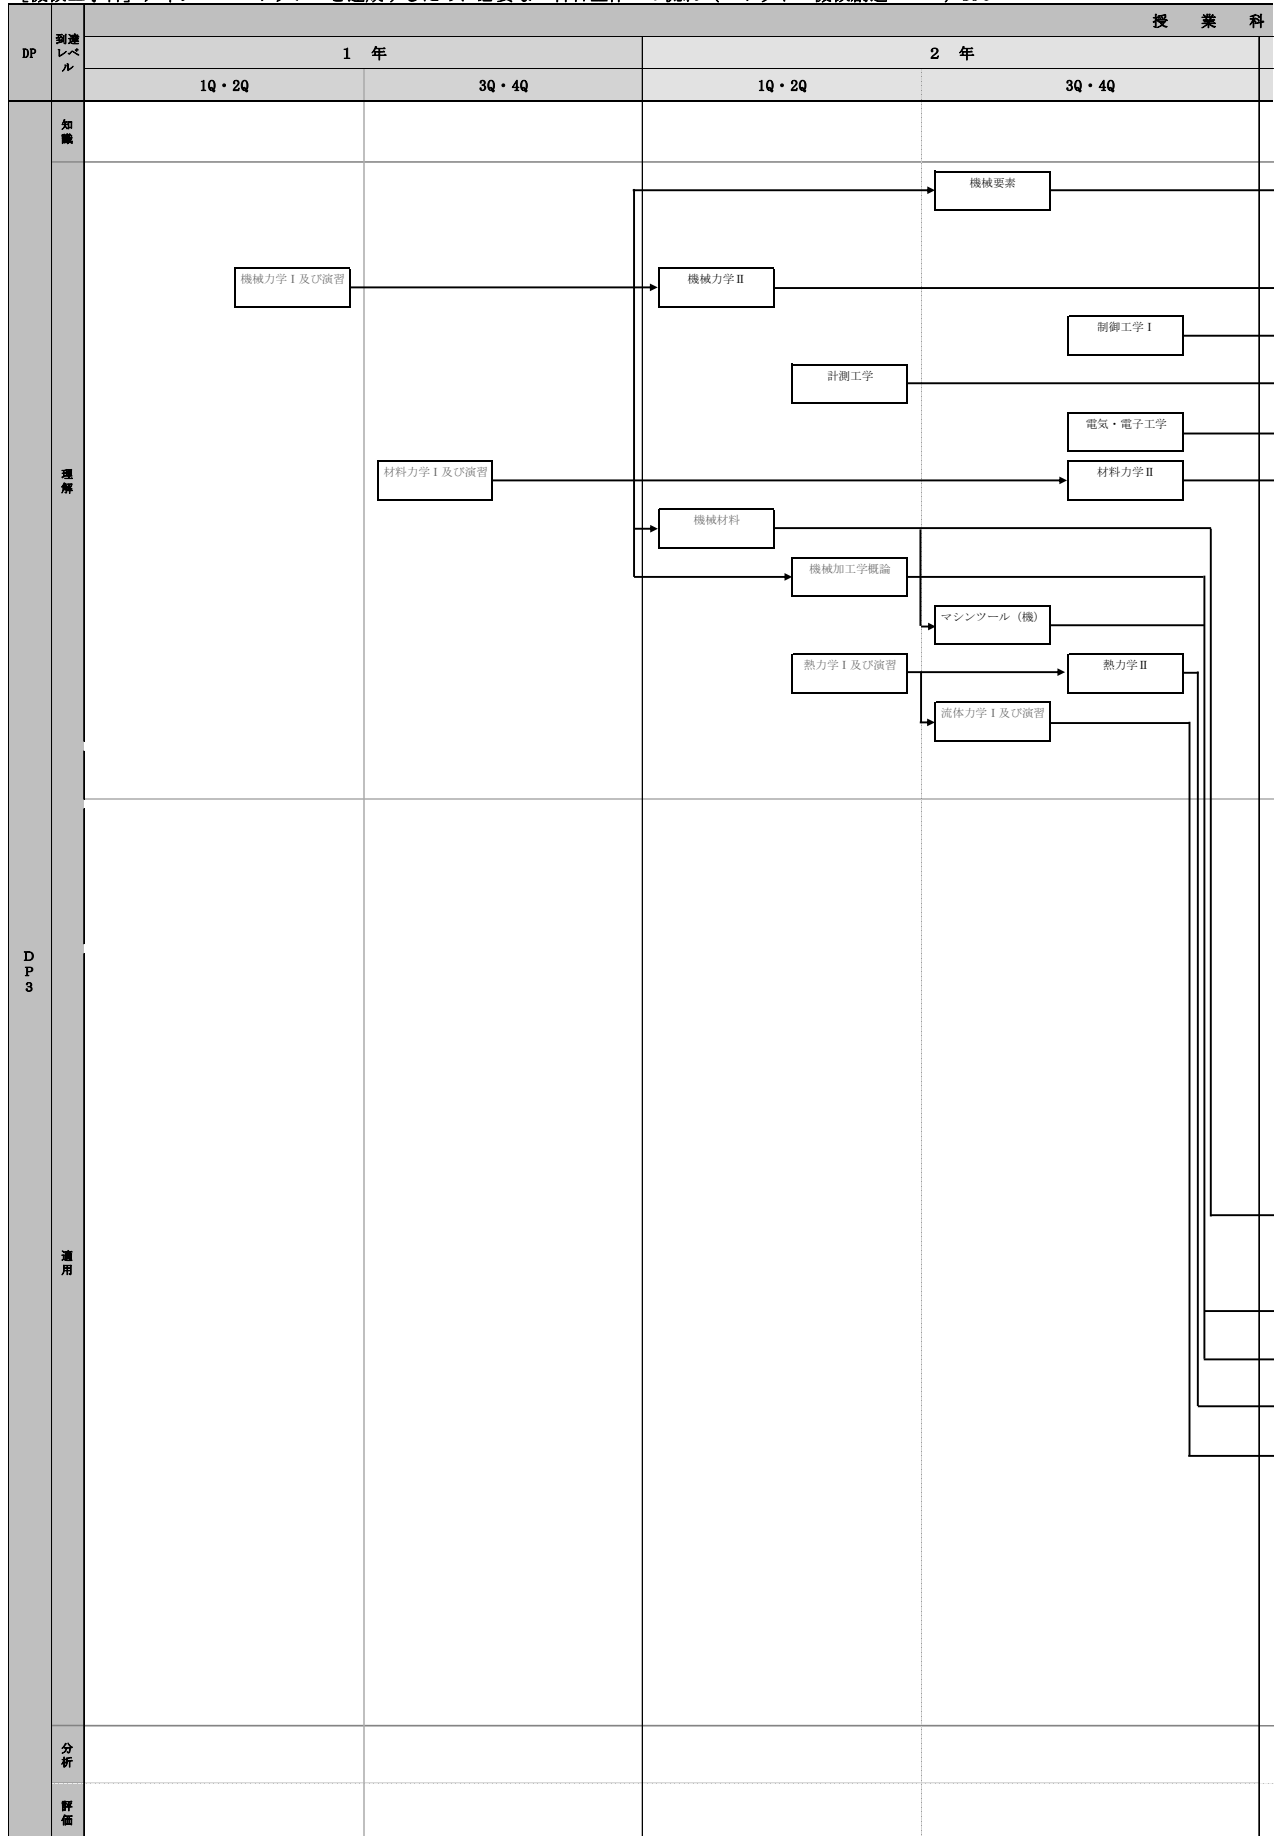 授 業 科
DP
到達
レベ
ル
1 年
2 年
1Q・2Q
3Q・4Q
1Q・2Q
3Q・4Q
知
識
機械要素
機械力学Ⅰ及び演習
機械力学Ⅱ
制御工学Ⅰ
計測工学
電気・電子工学
理
解
材料力学Ⅰ及び演習
材料力学Ⅱ
機械材料
機械加工学概論
マシンツール（機）
熱力学Ⅰ及び演習
熱力学Ⅱ
流体力学Ⅰ及び演習
D
P
3
適
用
分
析
評
価